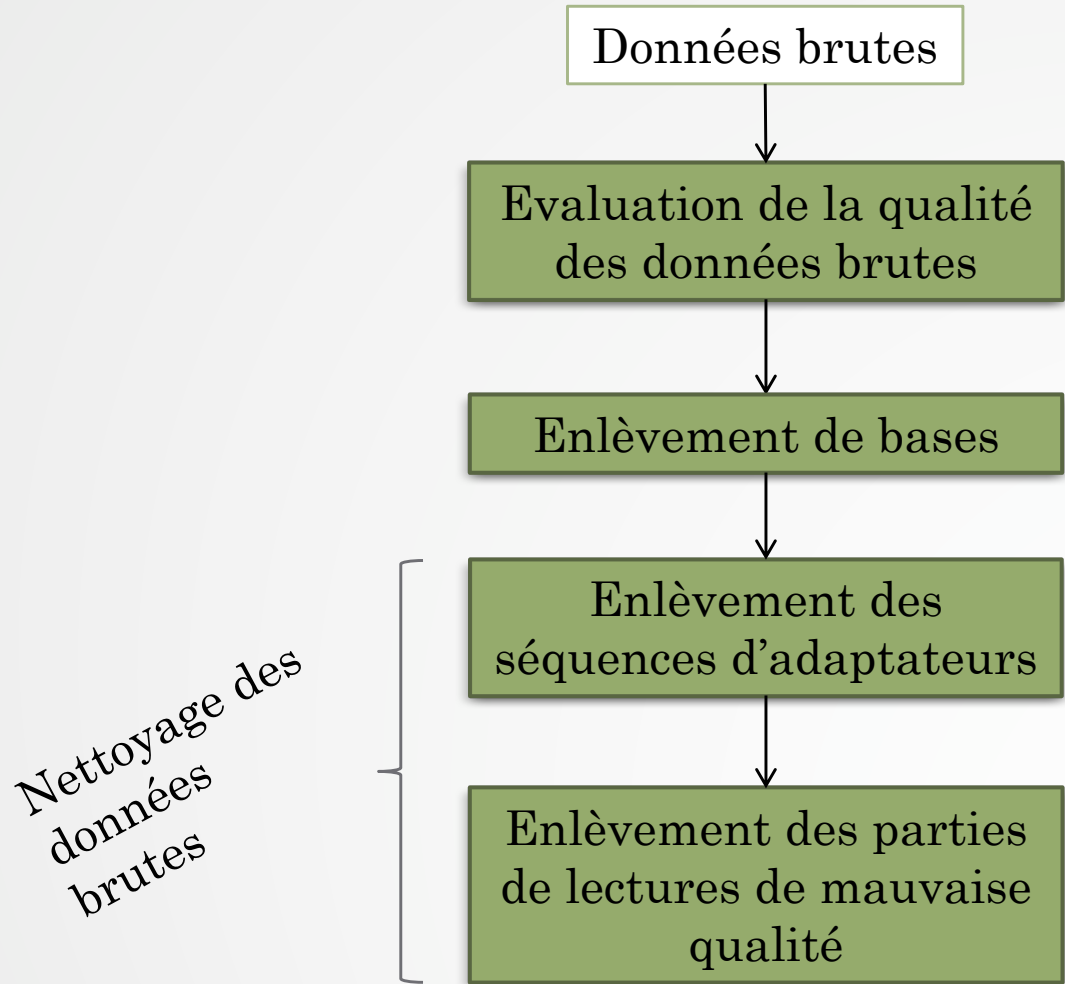 Données brutes
Evaluation de la qualité
des données brutes
Enlèvement de bases
Enlèvement des
séquences d’adaptateurs
Nettoyage des
données
brutes
Enlèvement des parties
de lectures de mauvaise
qualité